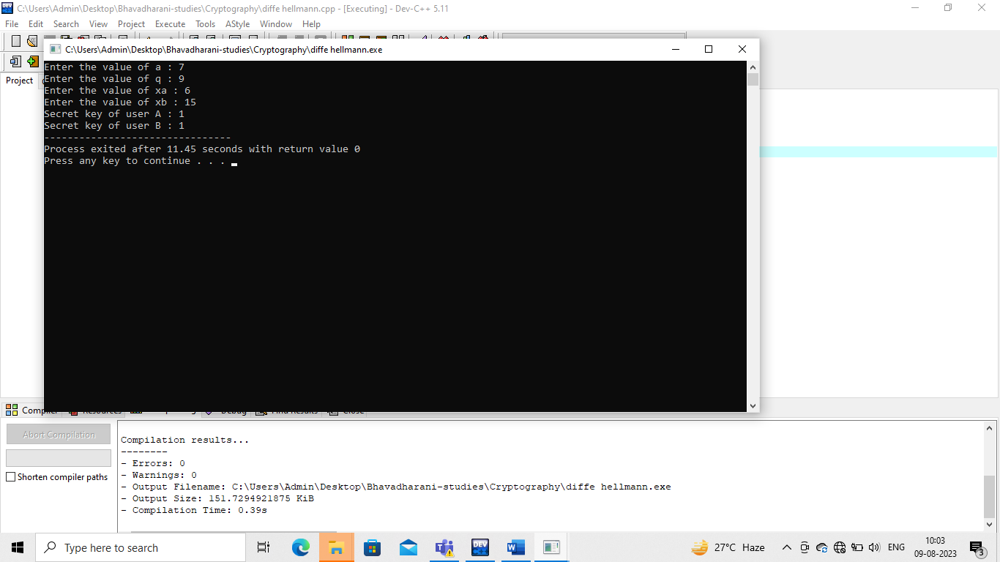 C:\Users\Admin\Desktop\Bhavadharani-studies\Cryptography\diffe hellmann.cpp - [Executing] - Dev-C++ 5.11
File Edit Search View Project Execute Tools AStyle Window Help
C:\Users\Admin\Desktop\Bhavadharani-studies\Cryptography\diffe hellmann.exe
Project
Enter the value of a : 7
Enter the value of q : 9
Enter the value of xa : 6
Enter the value of xb : 15
Secret key of user A : 1
Secret key of user B : 1
--------------------------------
Process exited after 11.45 seconds with return value 0
Press any key to continue . . .
Compiler Resources Debug Find Results Close
Abort Compilation
Shorten compiler paths
Compilation results...
--------
- Errors: 0
- Warnings: 0
- Output Filename: C:\Users\Admin\Desktop\Bhavadharani-studies\Cryptography\diffe hellmann.exe
- Output Size: 151.7294921875 KiB
- Compilation Time: 0.39s
Type here to search
DEV
27°C Haze
ENG
10:03
09-08-2023
3